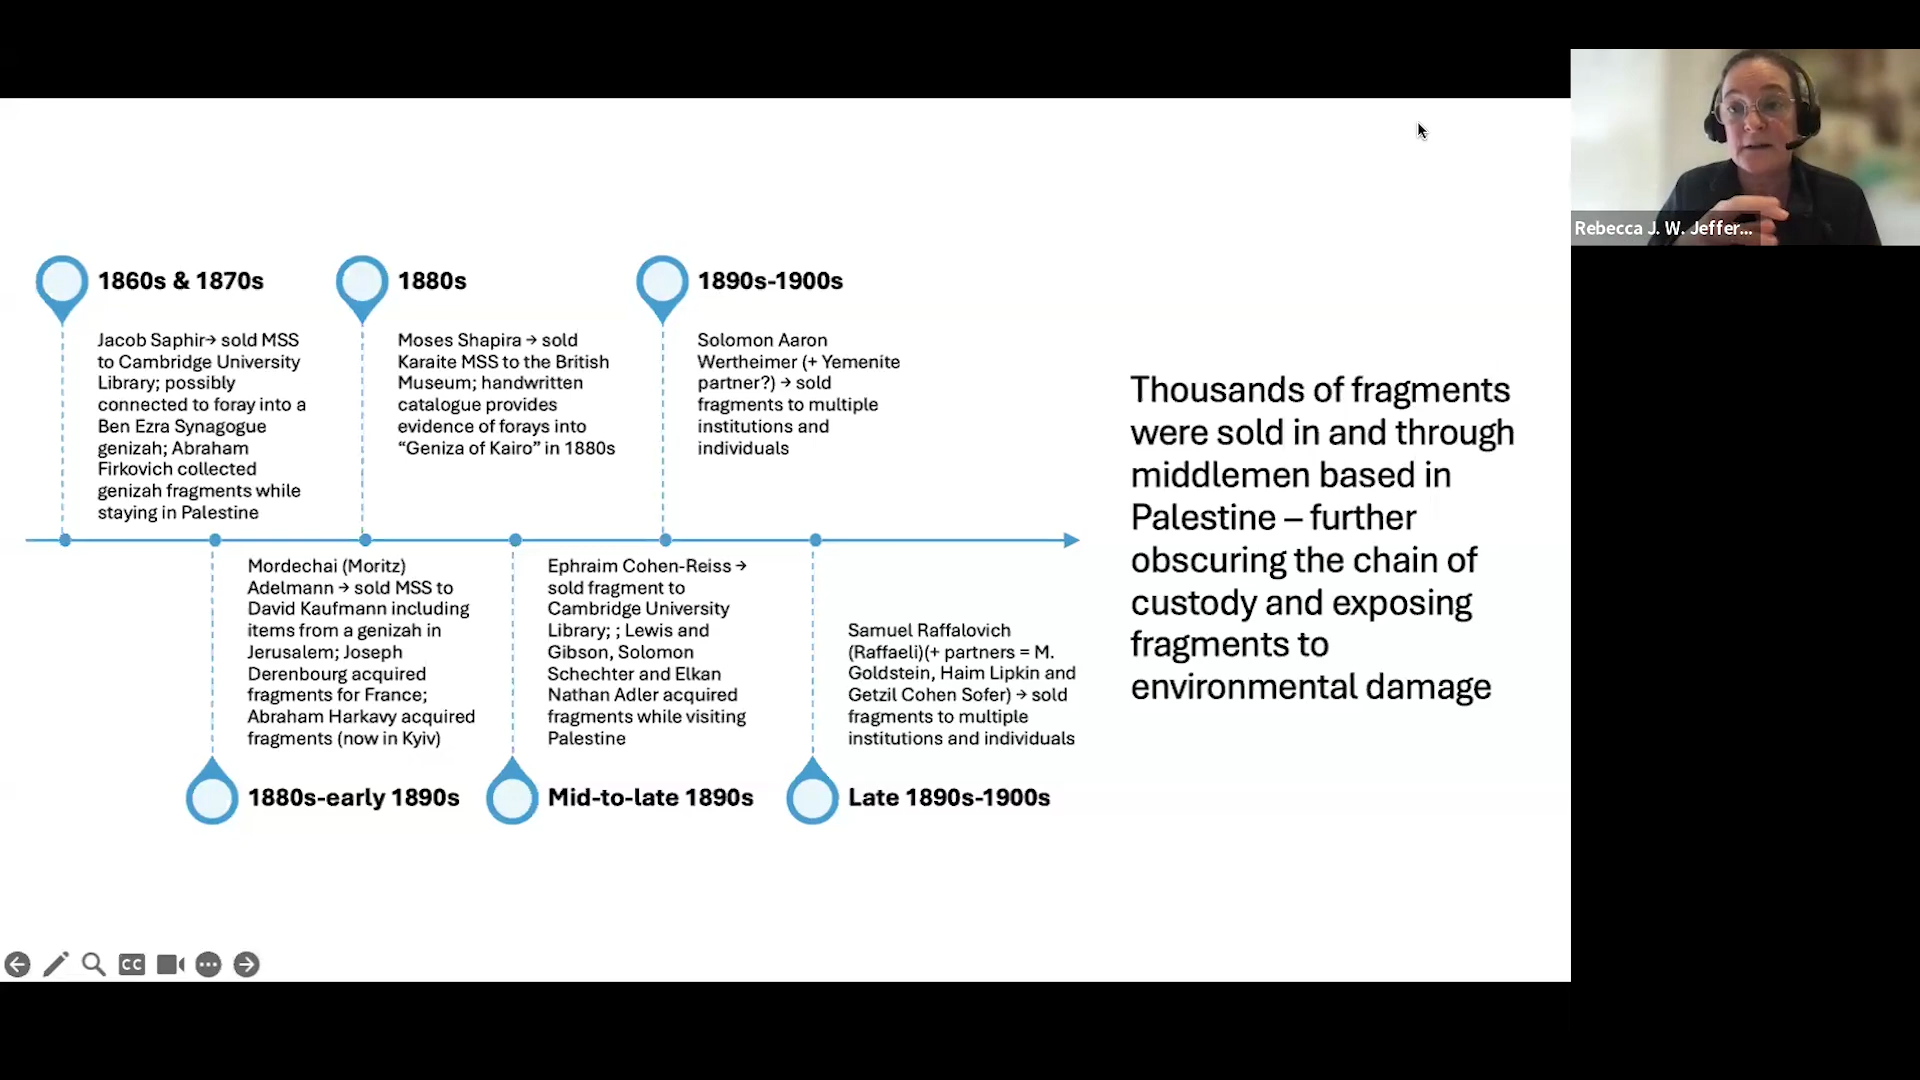 Rebecca J. W. Jeffer...
1860s & 1870s
Jacob Saphir→ sold MSS
to Cambridge University
Library; possibly
connected to foray into a
Ben Ezra Synagogue
genizah; Abraham
Firkovich collected
genizah fragments while
staying in Palestine
Mordechai (Moritz)
Adelmann → sold MSS to
David Kaufmann including
items from a genizah in
Jerusalem; Joseph
Derenbourg acquired
fragments for France;
Abraham Harkavy acquired
fragments (now in Kyiv)
1880s-early 1890s
1880s
Moses Shapira → sold
Karaite MSS to the British
Museum; handwritten
catalogue provides
evidence of forays into
“Geniza of Kairo” in 1880s
Ephraim Cohen-Reiss →
sold fragment to
Cambridge University
Library; ; Lewis and
Gibson, Solomon
Schechter and Elkan
Nathan Adler acquired
fragments while visiting
Palestine
Mid-to-late 1890s
1890s-1900s
Solomon Aaron
Wertheimer (+ Yemenite
partner?) → sold
fragments to multiple
institutions and
individuals
Samuel Raffalovich
(Raffaeli)(+ partners = M.
Goldstein, Haim Lipkin and
Getzil Cohen Sofer) → sold
fragments to multiple
institutions and individuals
Late 1890s-1900s
Thousands of fragments
were sold in and through
middlemen based in
Palestine – further
obscuring the chain of
custody and exposing
fragments to
environmental damage
CC